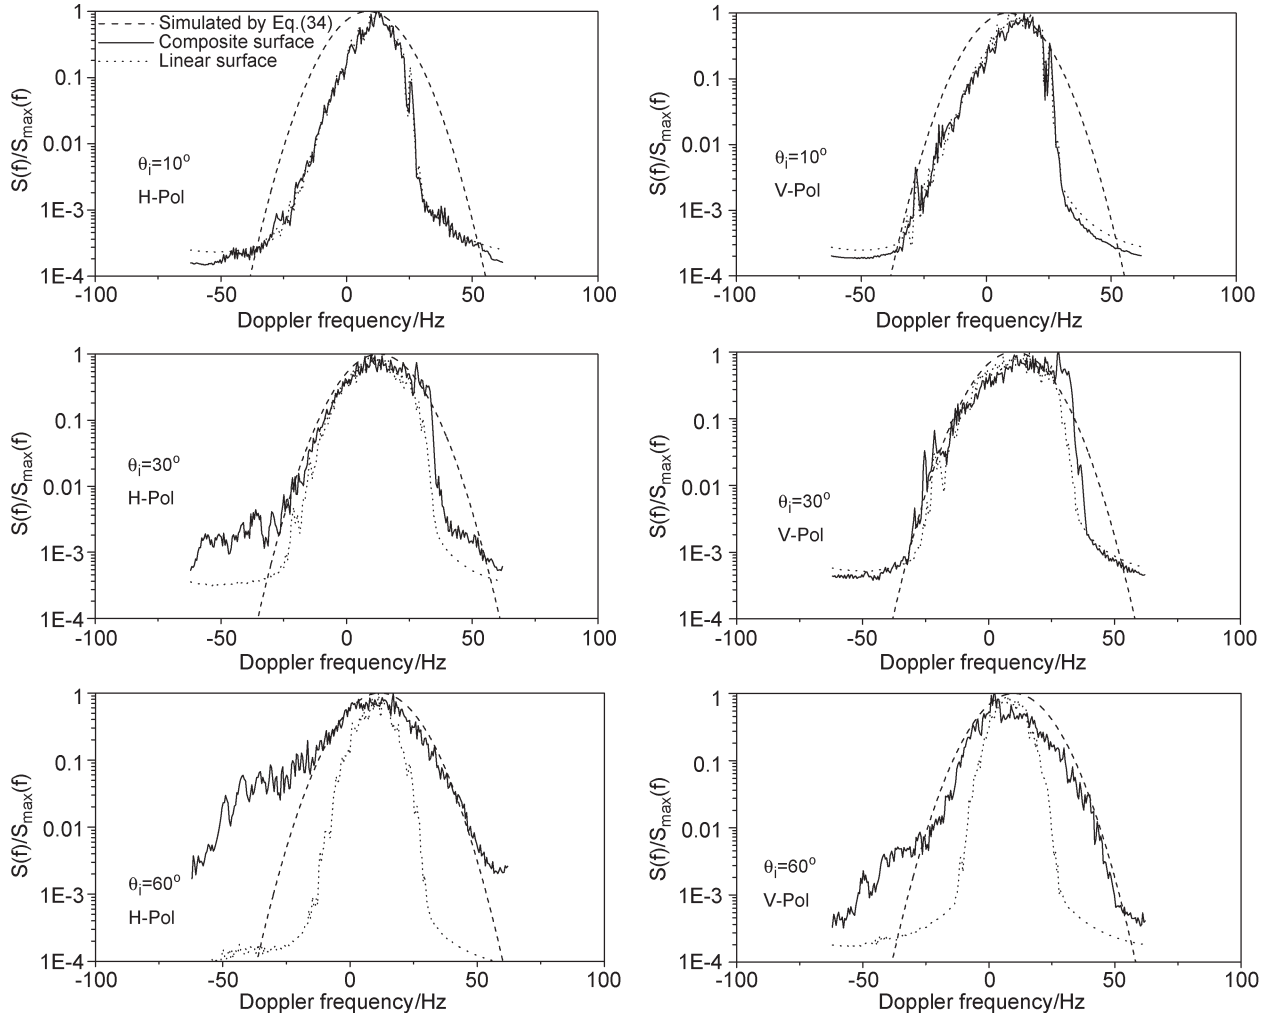 Simulated by Eq.(34)
Composite surface
Linear surface
S(f)/Smax(f)
1
0.1
0.01
1E-3
1E-4
θi=10°
H-Pol
-100 -50 0 50 100
Doppler frequency/Hz
S(f)/Smax(f)
1
0.1
0.01
1E-3
1E-4
θi=10°
V-Pol
-100 -50 0 50 100
Doppler frequency/Hz
S(f)/Smax(f)
1
0.1
0.01
1E-3
1E-4
θi=30°
H-Pol
-100 -50 0 50 100
Doppler frequency/Hz
S(f)/Smax(f)
1
0.1
0.01
1E-3
1E-4
θi=30°
V-Pol
-100 -50 0 50 100
Doppler frequency/Hz
S(f)/Smax(f)
1
0.1
0.01
1E-3
1E-4
θi=60°
H-Pol
-100 -50 0 50 100
Doppler frequency/Hz
S(f)/Smax(f)
1
0.1
0.01
1E-3
1E-4
θi=60°
V-Pol
-100 -50 0 50 100
Doppler frequency/Hz